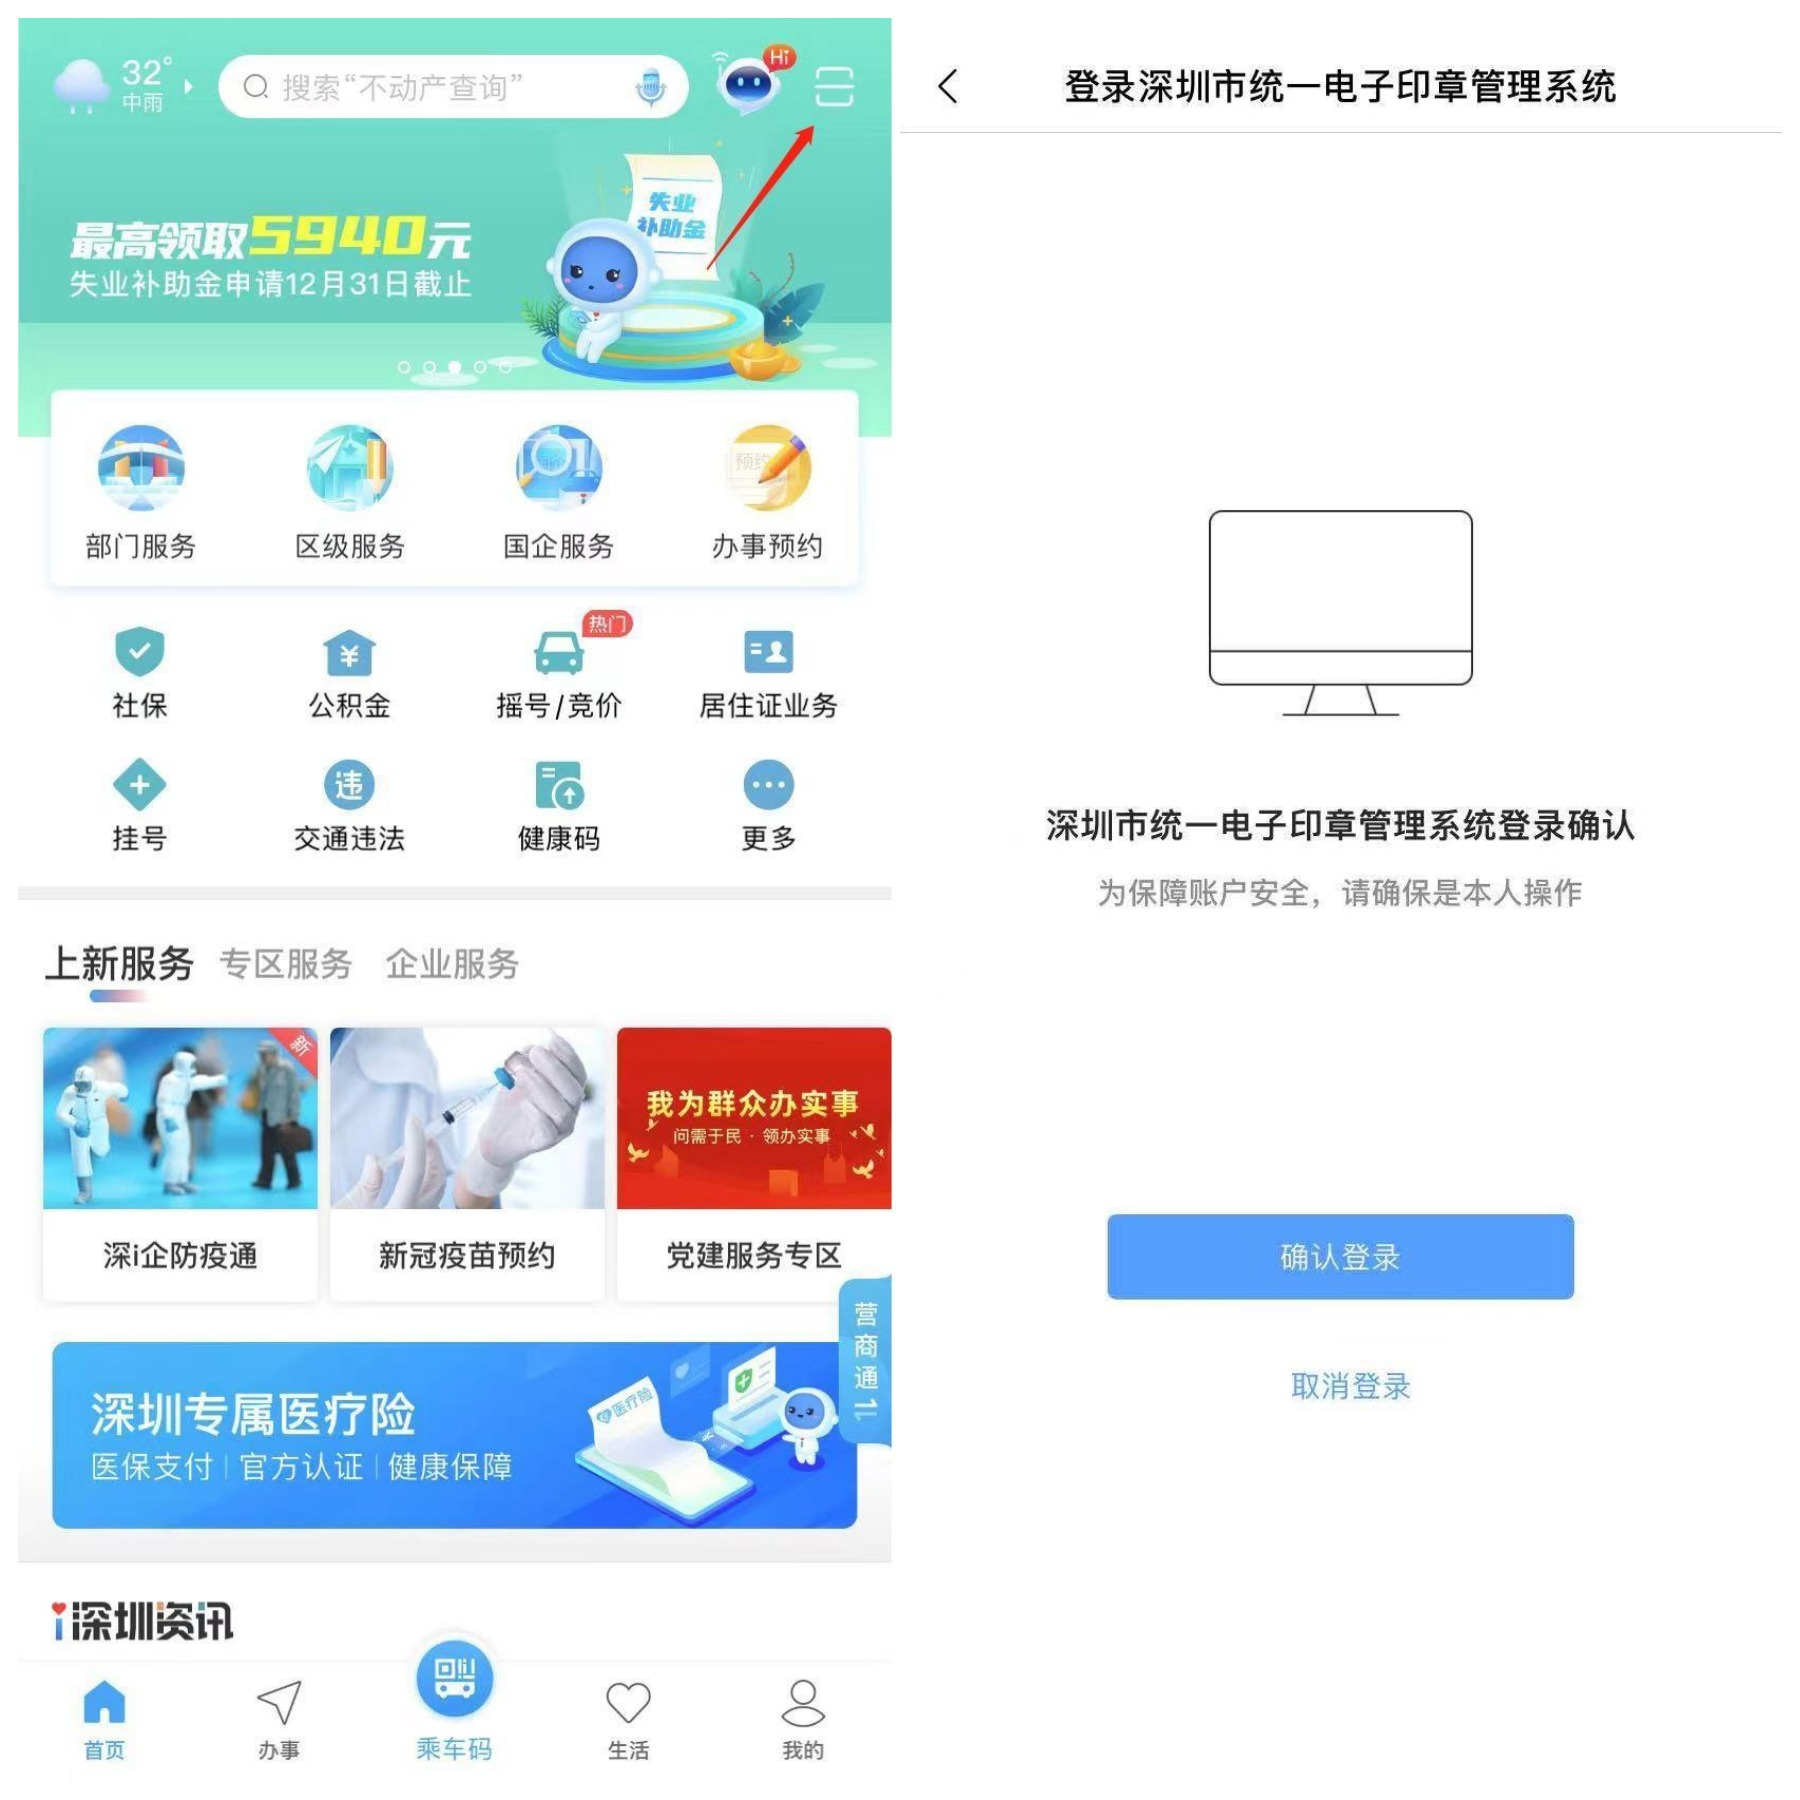 32°
中雨
搜索“不动产查询”
Hi
失业
补助金
最高领取5940元
失业补助金申请12月31日截止
预约
部门服务
区级服务
国企服务
办事预约
热门
¥
社保
公积金
摇号/竞价
居住证业务
违
挂号
交通违法
健康码
更多
上新服务 专区服务 企业服务
新
我为群众办实事
问需于民·领办实事
深i企防疫通
新冠疫苗预约
党建服务专区
营商通1
医疗险
深圳专属医疗险
医保支付|官方认证|健康保障
i深圳资讯
首页
办事
乘车码
生活
我的
登录深圳市统一电子印章管理系统
深圳市统一电子印章管理系统登录确认
为保障账户安全，请确保是本人操作
确认登录
取消登录